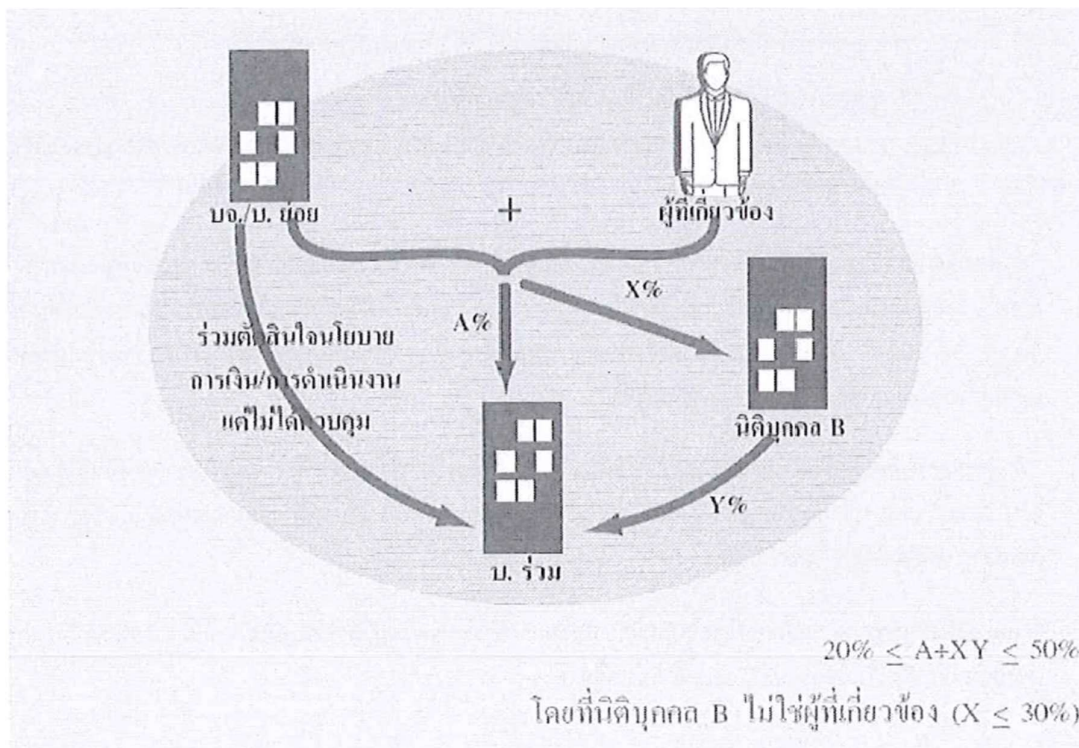 บจ./บ. ย่อย
+
ผู้ที่เกี่ยวข้อง
X%
A%
ร่วมตัดสินใจนโยบาย
การเงิน/การดำเนินงาน
แต่ไม่ได้ควบคุม
นิติบุคคล B
Y%
บ. ร่วม
20% ≤ A+XY ≤ 50%
โดยที่นิติบุคคล B ไม่ใช่ผู้ที่เกี่ยวข้อง (X ≤ 30%)